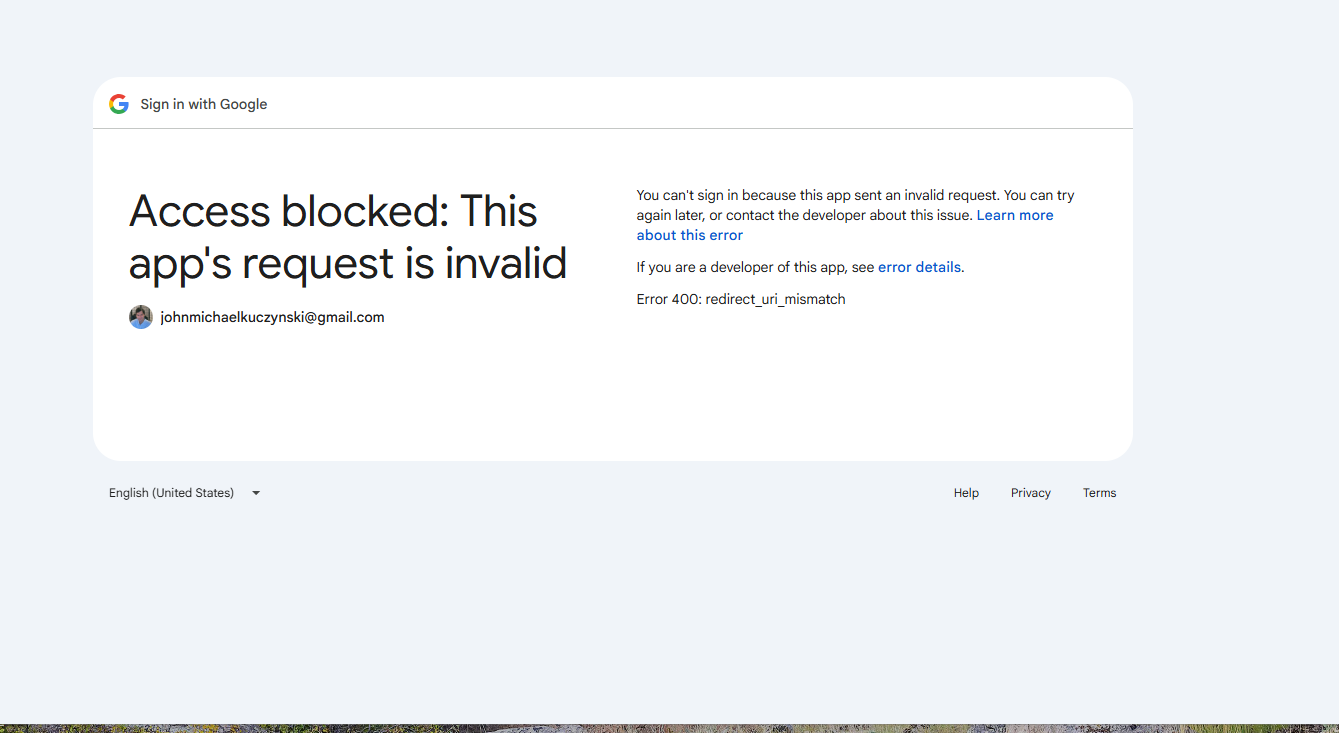 Sign in with Google
Access blocked: This
app's request is invalid
johnmichaelkuczynski@gmail.com
You can't sign in because this app sent an invalid request. You can try
again later, or contact the developer about this issue. Learn more
about this error
If you are a developer of this app, see error details.
Error 400: redirect_uri_mismatch
English (United States)
Help
Privacy
Terms